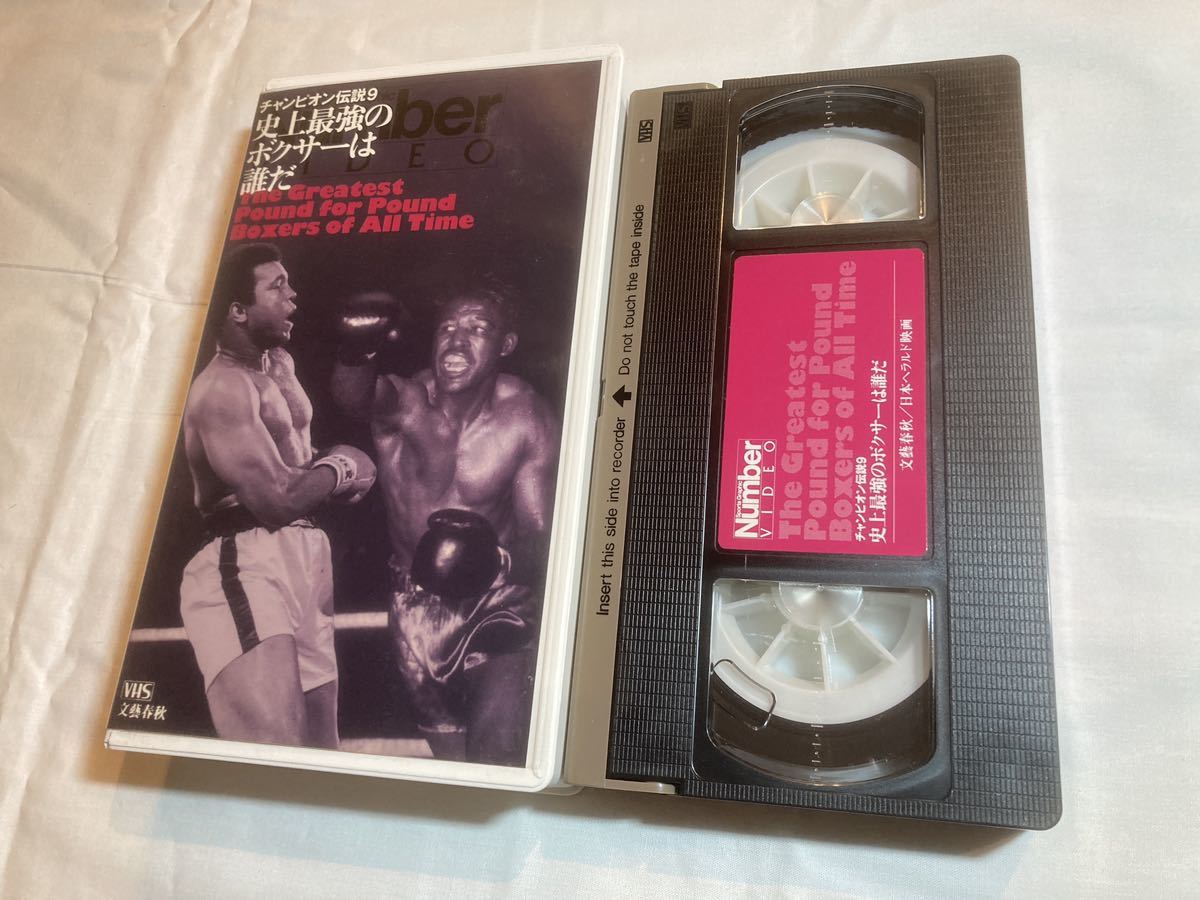 チャンピオン伝説9
史上最強の
ボクサーは
誰だ
Number
VIDEO
The Greatest
Pound for Pound
Boxers of All Time
VHS
文藝春秋
VHS
VHS
Insert this side into recorder Do not touch the tape inside
Sports Graphic
Number
VIDEO
The Greatest
Pound for Pound
Boxers of All Time
チャンピオン伝説9
史上最強のボクサーは誰だ
文藝春秋/日本ヘラルド映画